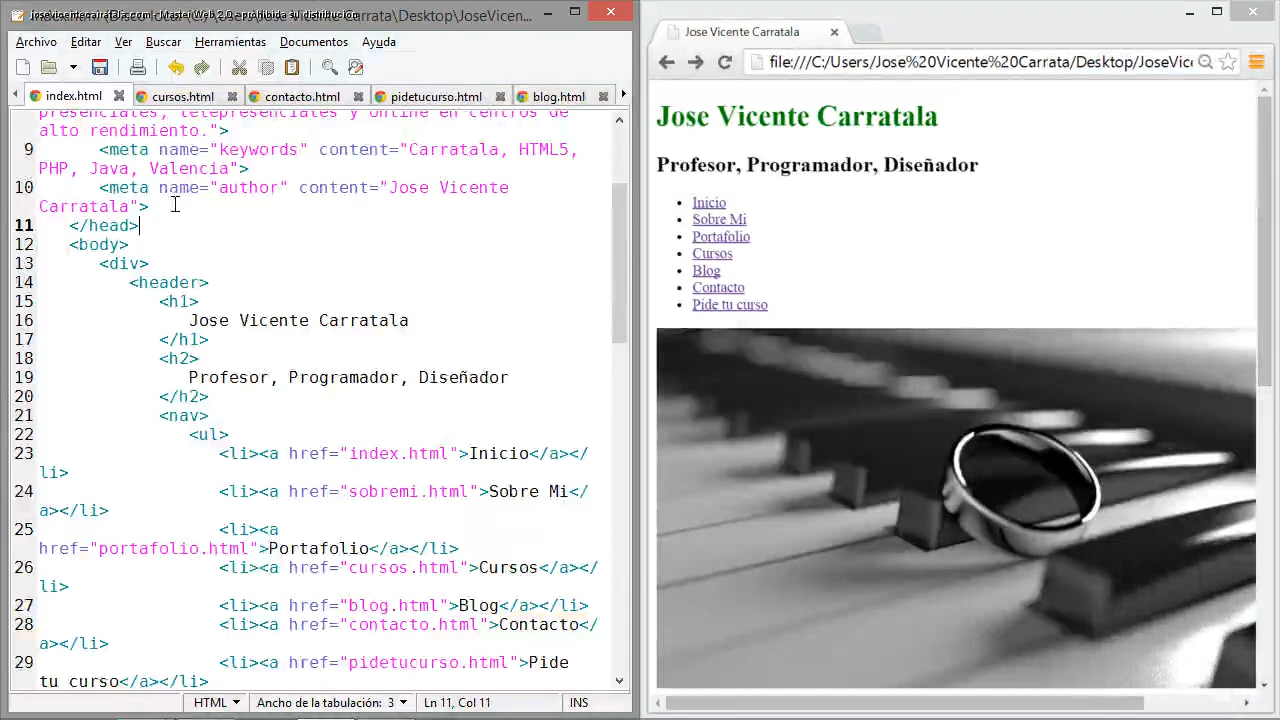 Archivo Editar Ver Buscar Herramientas Documentos Ayuda
index.html cursos.html contacto.html pidetucurso.html blog.html
presenciales, telepresenciales y online en centros de
alto rendimiento.">
9 <meta name="keywords" content="Carratala, HTML5,
PHP, Java, Valencia">
10 <meta name="author" content="Jose Vicente
Carratala">
11 </head>
12 <body>
13 <div>
14 <header>
15 <h1>
16 Jose Vicente Carratala
17 </h1>
18 <h2>
19 Profesor, Programador, Diseñador
20 </h2>
21 <nav>
22 <ul>
23 <li><a href="index.html">Inicio</a></
li>
24 <li><a href="sobremi.html">Sobre Mi</
a></li>
25 <li><a
href="portafolio.html">Portafolio</a></li>
26 <li><a href="cursos.html">Cursos</a></
li>
27 <li><a href="blog.html">Blog</a></li>
28 <li><a href="contacto.html">Contacto</
a></li>
29 <li><a href="pidetucurso.html">Pide
tu curso</a></li>
HTML Ancho de la tabulación: 3 Ln 11, Col 11 INS
Jose Vicente Carratala
file:///C:/Users/Jose%20Vicente%20Carrata/Desktop/JoseVice
Jose Vicente Carratala
Profesor, Programador, Diseñador
Inicio
Sobre Mi
Portafolio
Cursos
Blog
Contacto
Pide tu curso